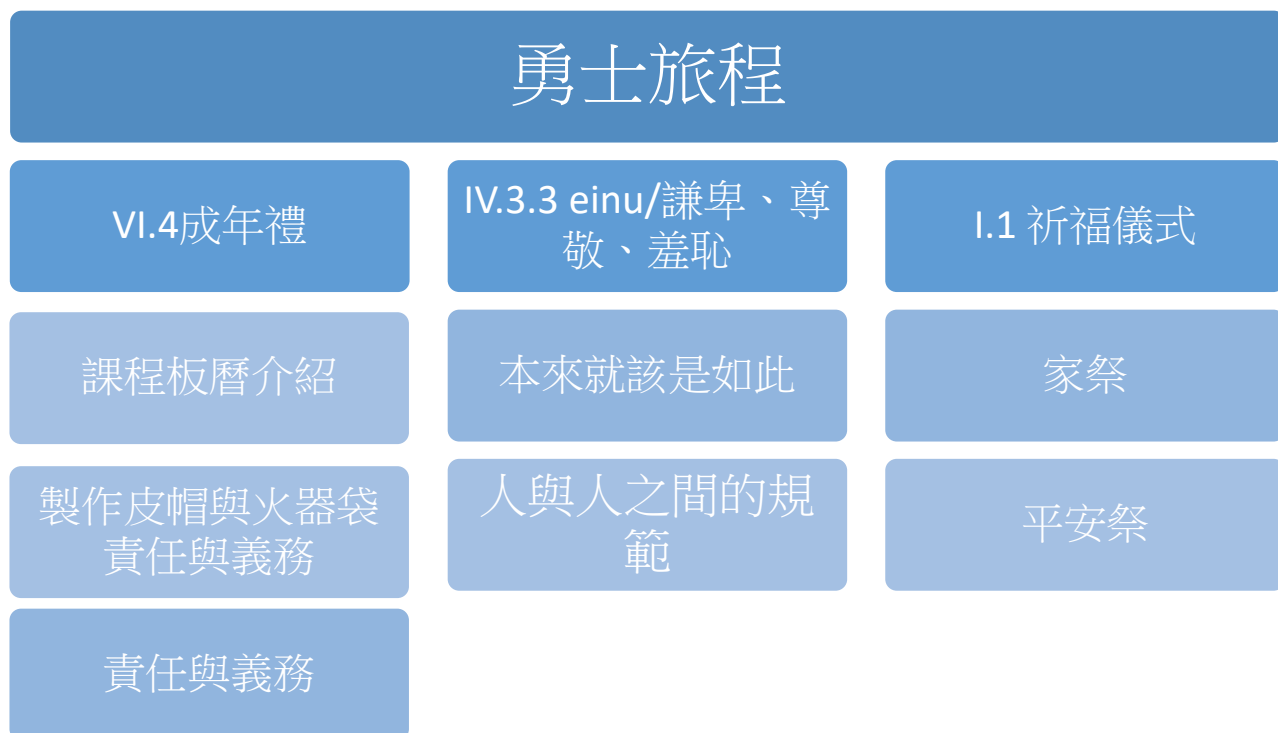 勇士旅程
VI.4成年禮
IV.3.3 einu/謙卑、尊
敬、羞恥
I.1 祈福儀式
課程板曆介紹
本來就該是如此
家祭
製作皮帽與火器袋
責任與義務
人與人之間的規
範
平安祭
責任與義務